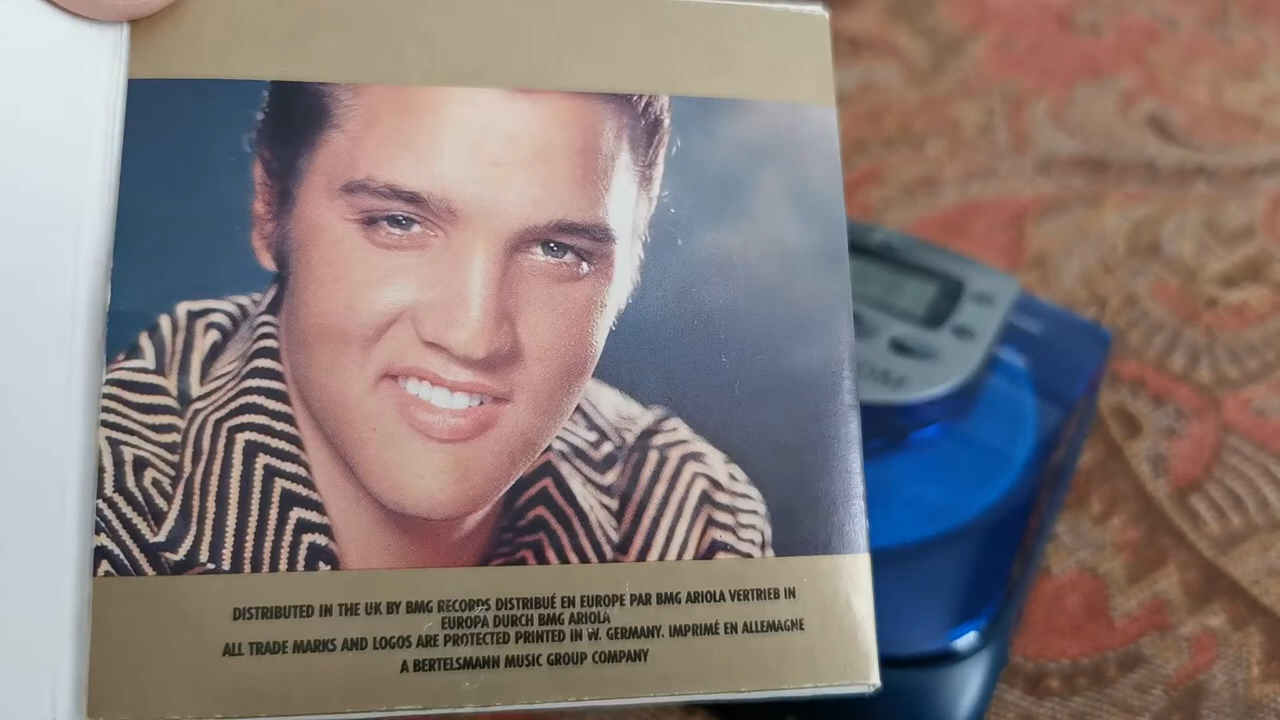 DISTRIBUTED IN THE UK BY BMG RECORDS DISTRIBUÉ EN EUROPE PAR BMG ARIOLA VERTRIEB IN
EUROPA DURCH BMG ARIOLA
ALL TRADE MARKS AND LOGOS ARE PROTECTED PRINTED IN W. GERMANY. IMPRIMÉ EN ALLEMAGNE
A BERTELSMANN MUSIC GROUP COMPANY